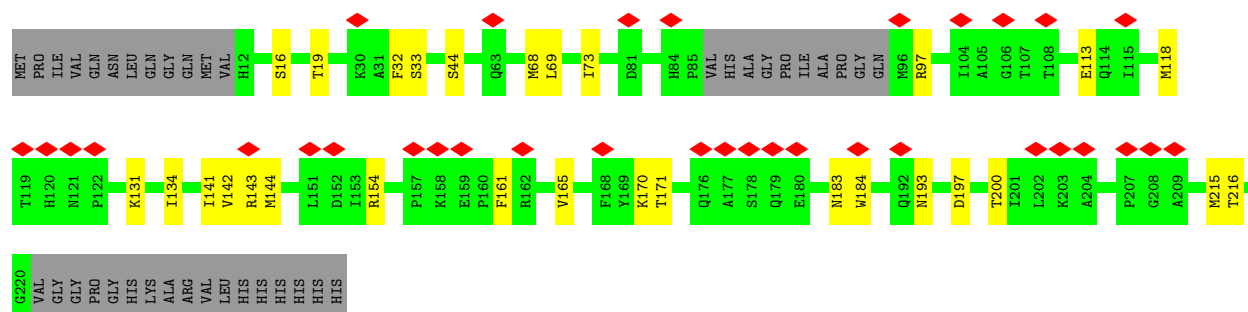 MET PRO ILE VAL GLN ASN LEU GLN GLY GLN MET VAL H12 S16 T19 K30 A31 F32 S33 S44 Q63 M68 L69 I73 D81 H84 P85 VAL HIS ALA GLY PRO ILE ALA PRO GLY GLN M96 R97 I104 A105 G106 T107 T108 E113 Q114 I115 M118
T119 H120 N121 P122 K131 I134 I141 V142 R143 M144 L151 D152 I153 R154 P157 K158 E159 P160 F161 R162 V165 F168 Y169 K170 T171 Q176 A177 S178 Q179 E180 N183 W184 Q192 N193 D197 T200 I201 L202 K203 A204 P207 G208 A209 M215 T216
G220 VAL GLY GLY PRO GLY HIS LYS ALA ARG VAL LEU HIS HIS HIS HIS HIS HIS